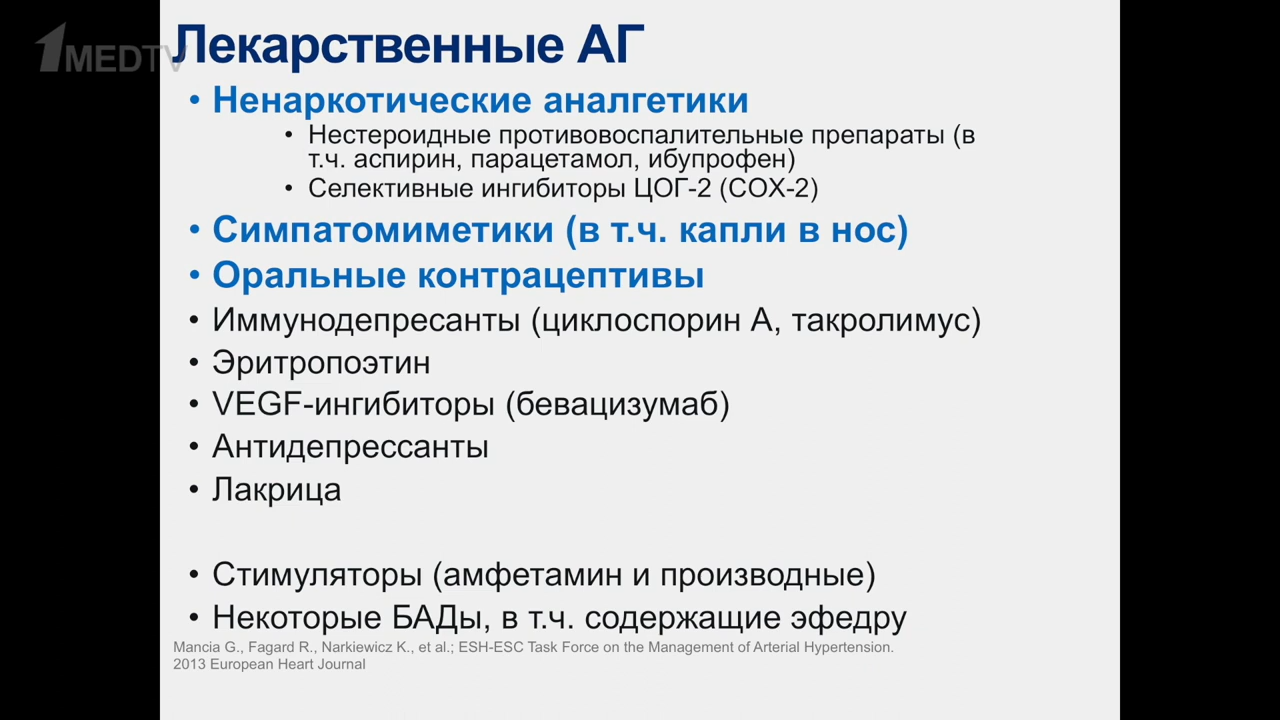 1MEDTV
Лекарственные АГ
• Ненаркотические аналгетики
• Нестероидные противовоспалительные препараты (в
т.ч. аспирин, парацетамол, ибупрофен)
• Селективные ингибиторы ЦОГ-2 (COX-2)
• Симпатомиметики (в т.ч. капли в нос)
• Оральные контрацептивы
• Иммунодепресанты (циклоспорин А, такролимус)
• Эритропоэтин
• VEGF-ингибиторы (бевацизумаб)
• Антидепрессанты
• Лакрица
• Стимуляторы (амфетамин и производные)
• Некоторые БАДы, в т.ч. содержащие эфедру
Mancia G., Fagard R., Narkiewicz K., et al.; ESH-ESC Task Force on the Management of Arterial Hypertension.
2013 European Heart Journal